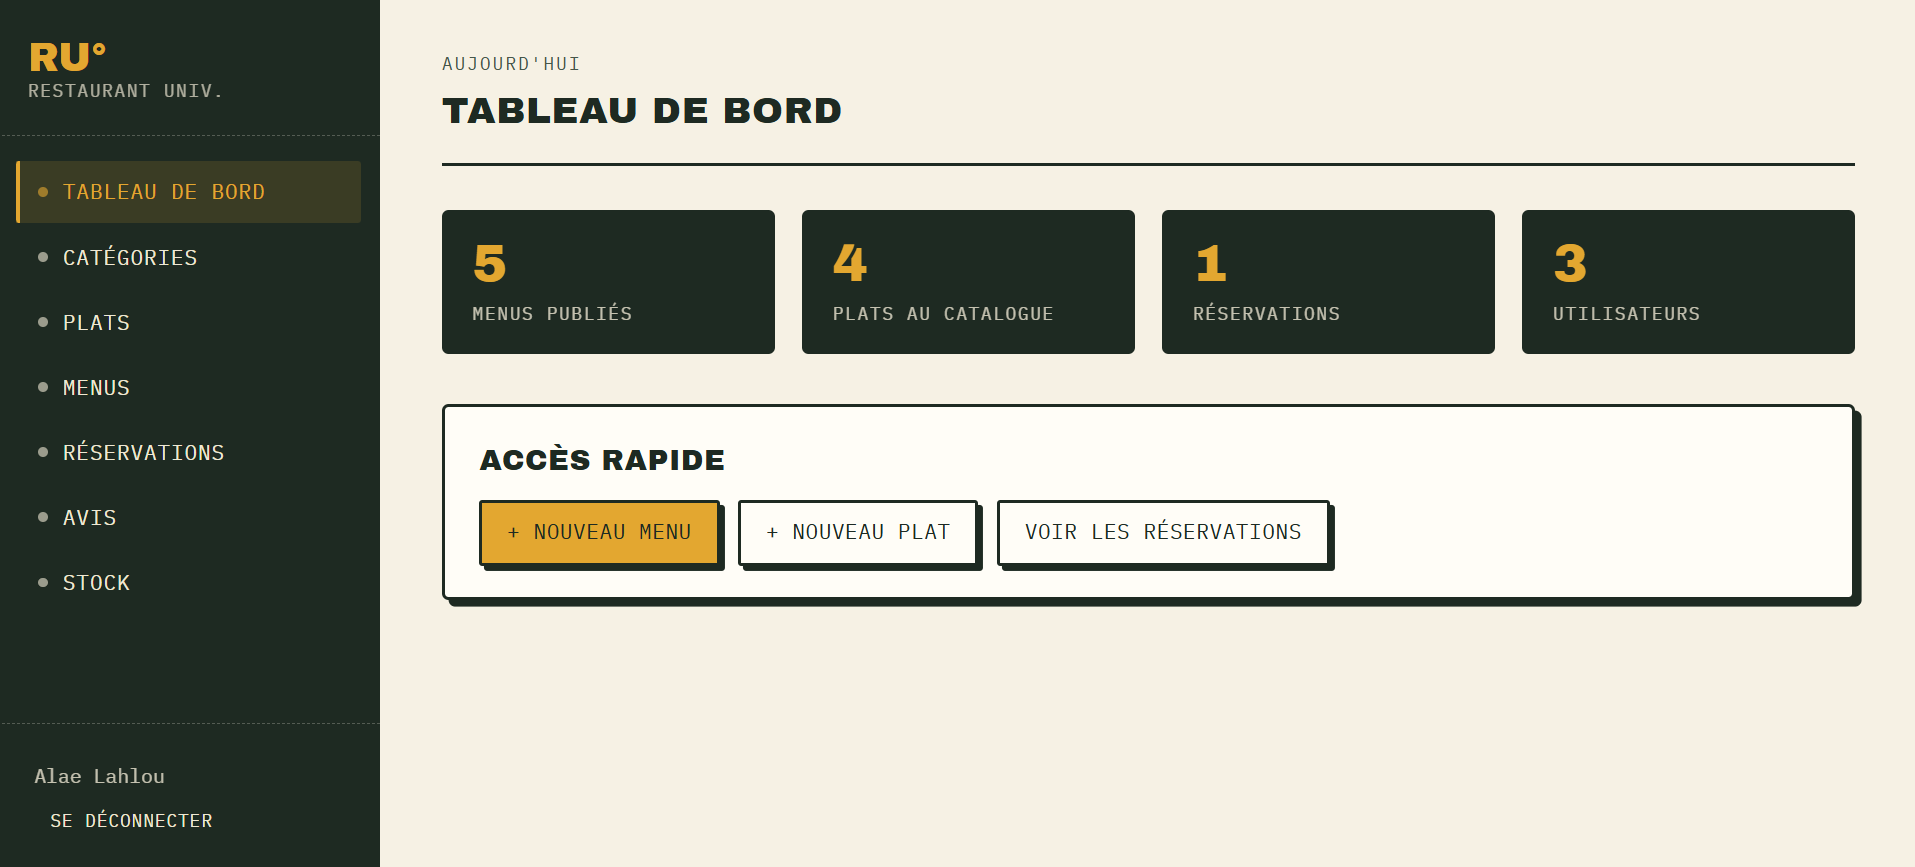 RU°
RESTAURANT UNIV.
TABLEAU DE BORD
CATÉGORIES
PLATS
MENUS
RÉSERVATIONS
AVIS
STOCK
Alae Lahlou
SE DÉCONNECTER
AUJOURD'HUI
TABLEAU DE BORD
5
MENUS PUBLIÉS
4
PLATS AU CATALOGUE
1
RÉSERVATIONS
3
UTILISATEURS
ACCÈS RAPIDE
+ NOUVEAU MENU
+ NOUVEAU PLAT
VOIR LES RÉSERVATIONS